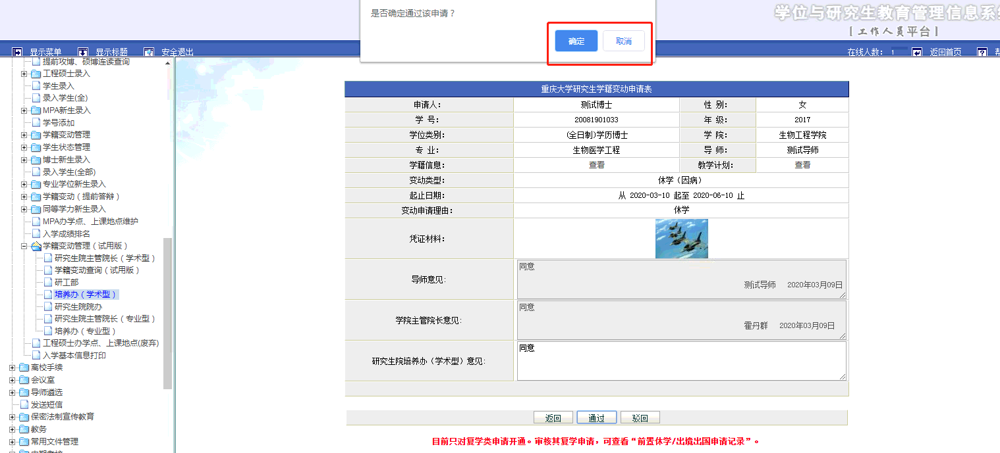 是否确定通过该申请？
确定 取消
学位与研究生教育管理信息系
[ 工作人员平台 ]
显示菜单 显示标题 安全退出
在线人数： 1 返回首页
提前攻博、硕博连读查询
工程硕士录入
学生录入
录入学生(全)
MPA新生录入
学号添加
学籍变动管理
学生状态管理
博士新生录入
录入学生(全部)
专业学位新生录入
学籍变动（提前答辩）
同等学力新生录入
MPA办学点、上课地点维护
入学成绩排名
学籍变动管理（试用版）
研究生院主管院长（学术型）
学籍变动查询（试用版）
研工部
培养办（学术型）
研究生院院办
研究生院主管院长（专业型）
培养办（专业型）
工程硕士办学点、上课地点(废弃)
入学基本信息打印
离校手续
会议室
导师遴选
发送短信
保密法制宣传教育
教务
常用文件管理
重庆大学研究生学籍变动申请表
申请人： 测试博士 性 别： 女
学 号： 20081901033 年 级： 2017
学位类别： (全日制)学历博士 学 院： 生物工程学院
专 业： 生物医学工程 导 师： 测试导师
学籍信息： 查看 教学计划： 查看
变动类型： 休学（因病）
起止日期： 从 2020-03-10 起至 2020-06-10 止
变动申请理由： 休学
凭证材料：
导师意见： 同意
测试导师 2020年03月09日
学院主管院长意见： 同意
霍丹群 2020年03月09日
研究生院培养办（学术型）意见： 同意
返回 通过 驳回
目前只对复学类申请开通。审核其复学申请，可查看“前置休学/出境出国申请记录”。